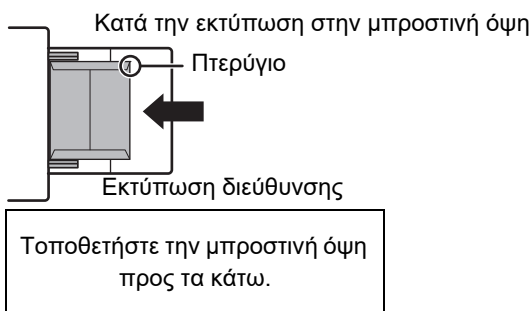 Κατά την εκτύπωση στην μπροστινή όψη
Πτερύγιο
Εκτύπωση διεύθυνσης
Τοποθετήστε την μπροστινή όψη
προς τα κάτω.